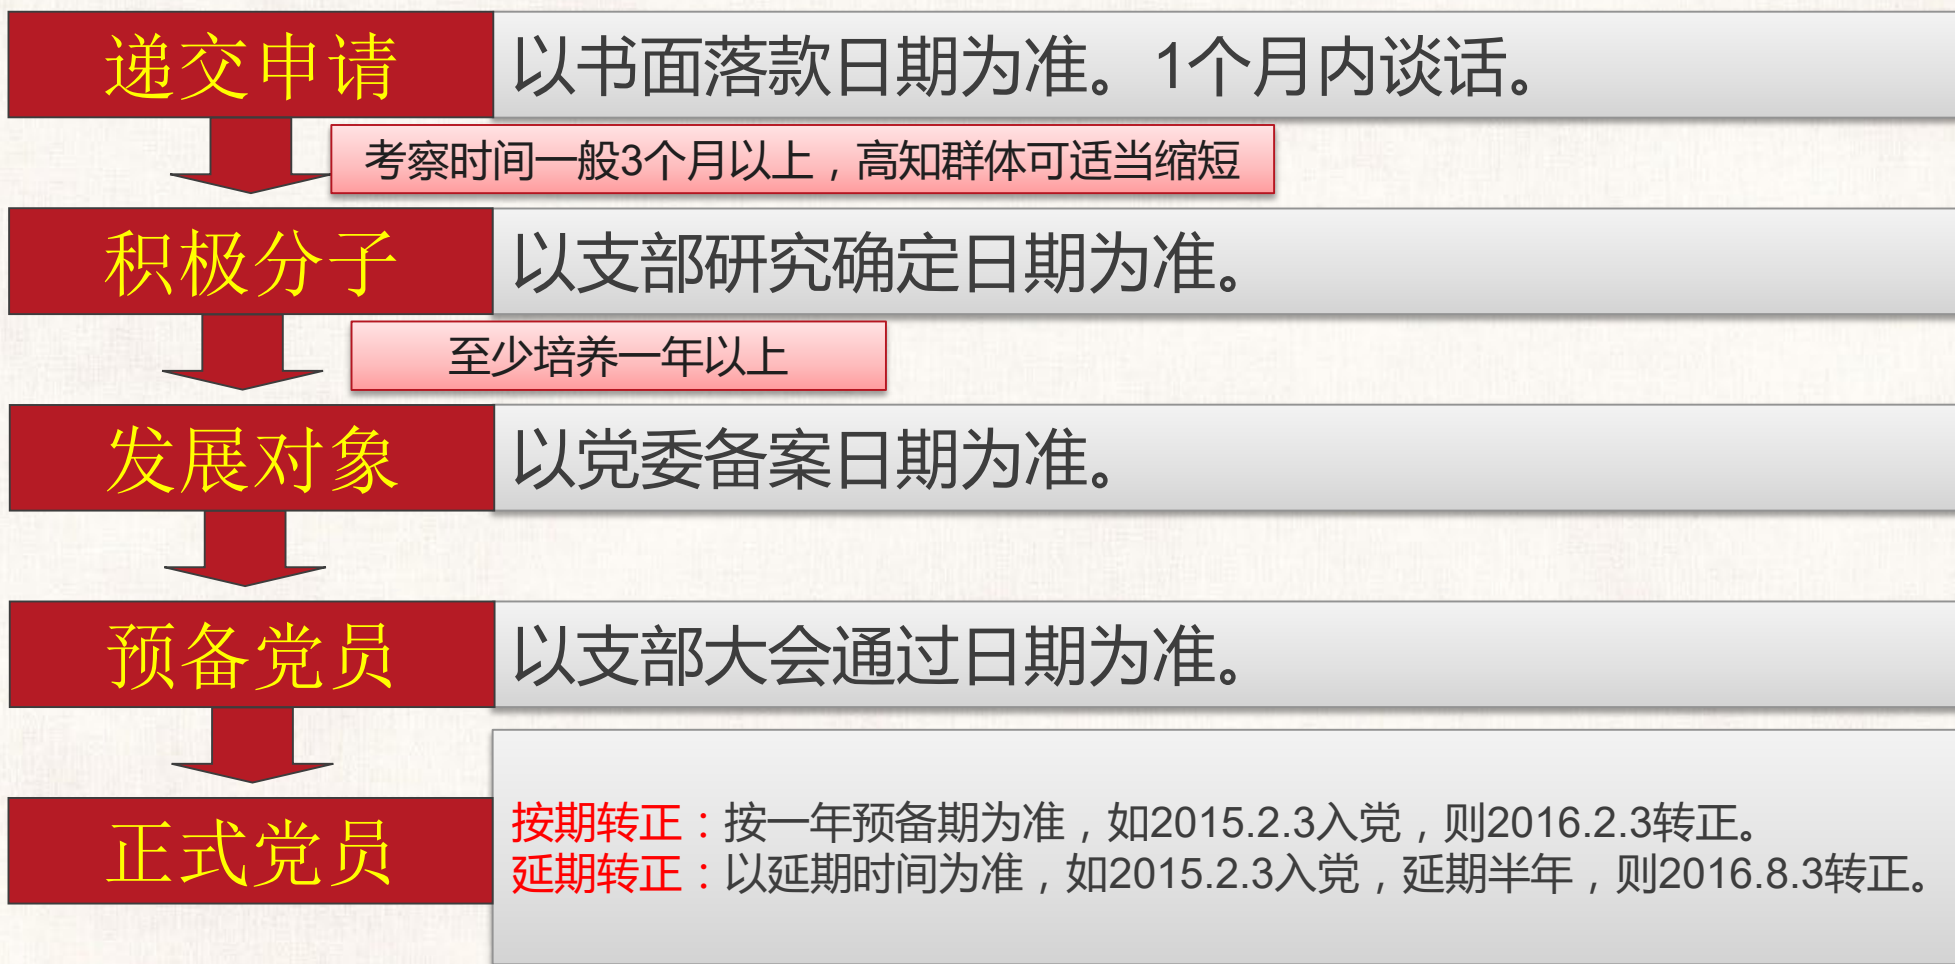 递交申请
以书面落款日期为准。1个月内谈话。
考察时间一般3个月以上，高知群体可适当缩短
积极分子
以支部研究确定日期为准。
至少培养一年以上
发展对象
以党委备案日期为准。
预备党员
以支部大会通过日期为准。
正式党员
按期转正：按一年预备期为准，如2015.2.3入党，则2016.2.3转正。
延期转正：以延期时间为准，如2015.2.3入党，延期半年，则2016.8.3转正。